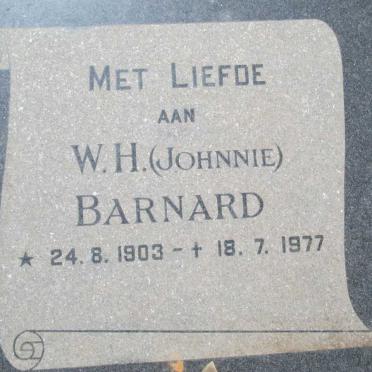 MET LIEFDE
AAN
W.H. (JOHNNIE)
BARNARD
★ 24.8.1903 - † 18.7.1977